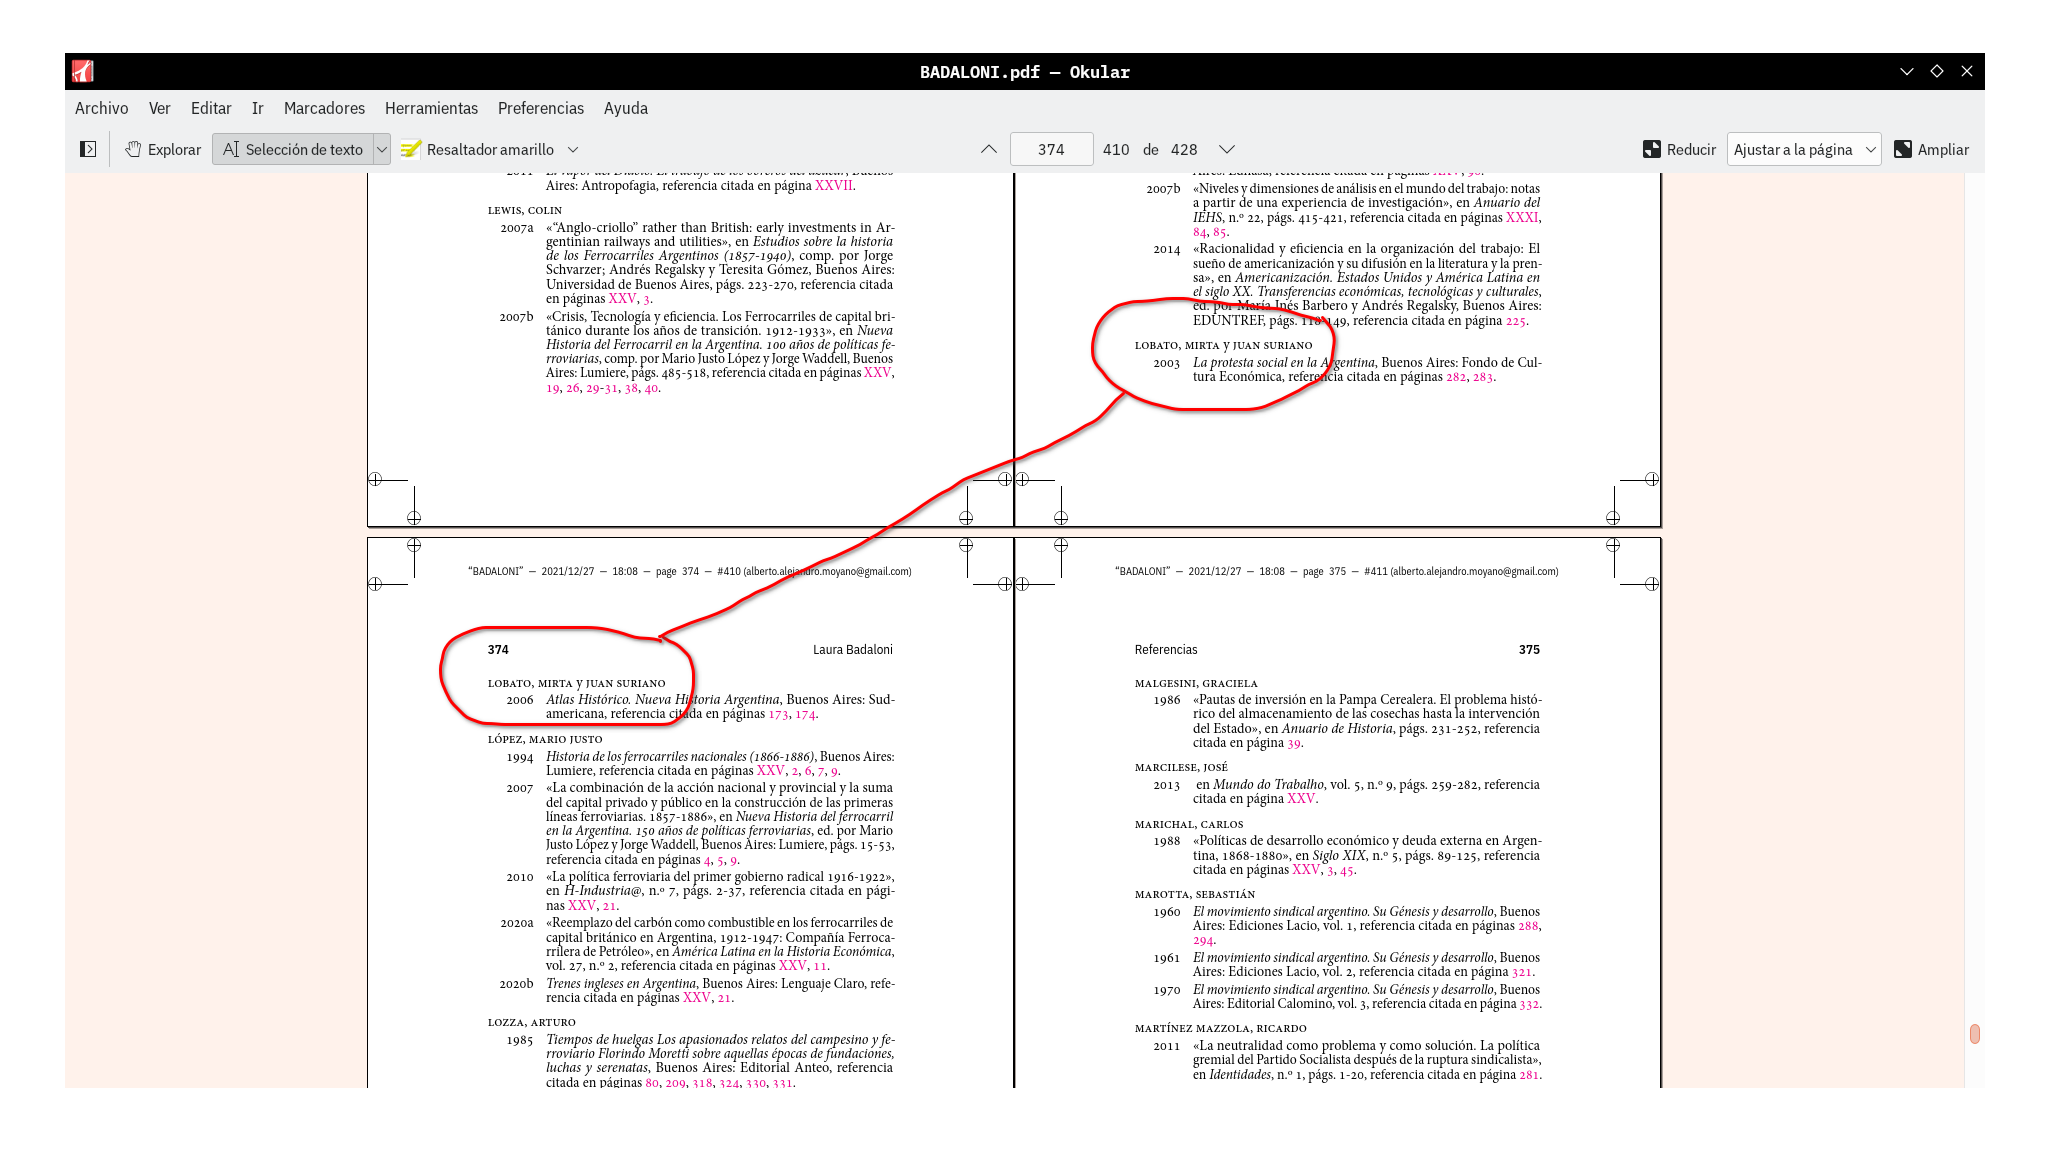 BADALONI.pdf — Okular
Archivo Ver Editar Ir Marcadores Herramientas Preferencias Ayuda
Explorar Selección de texto Resaltador amarillo 374 410 de 428 Reducir Ajustar a la página Ampliar
Aires: Antropofagia, referencia citada en página XXVII.
LEWIS, COLIN
2007a «“Anglo-criollo” rather than British: early investments in Ar-
gentinian railways and utilities», en Estudios sobre la historia
de los Ferrocarriles Argentinos (1857-1940), comp. por Jorge
Schvarzer; Andrés Regalsky y Teresita Gómez, Buenos Aires:
Universidad de Buenos Aires, págs. 223-270, referencia citada
en páginas XXV, 3.
2007b «Crisis, Tecnología y eficiencia. Los Ferrocarriles de capital bri-
tánico durante los años de transición. 1912-1933», en Nueva
Historia del Ferrocarril en la Argentina. 100 años de políticas fe-
rroviarias, comp. por Mario Justo López y Jorge Waddell, Buenos
Aires: Lumiere, págs. 485-518, referencia citada en páginas XXV,
19, 26, 29-31, 38, 40.
2007b «Niveles y dimensiones de análisis en el mundo del trabajo: notas
a partir de una experiencia de investigación», en Anuario del
IEHS, n.º 22, págs. 415-421, referencia citada en páginas XXXI,
84, 85.
2014 «Racionalidad y eficiencia en la organización del trabajo: El
sueño de americanización y su difusión en la literatura y la pren-
sa», en Americanización. Estados Unidos y América Latina en
el siglo XX. Transferencias económicas, tecnológicas y culturales,
ed. por María Inés Barbero y Andrés Regalsky, Buenos Aires:
EDUNTREF, págs. 118-149, referencia citada en página 225.
LOBATO, MIRTA y JUAN SURIANO
2003 La protesta social en la Argentina, Buenos Aires: Fondo de Cul-
tura Económica, referencia citada en páginas 282, 283.
“BADALONI” — 2021/12/27 — 18:08 — page 374 — #410 (alberto.alejandro.moyano@gmail.com)
374 Laura Badaloni
LOBATO, MIRTA y JUAN SURIANO
2006 Atlas Histórico. Nueva Historia Argentina, Buenos Aires: Sud-
americana, referencia citada en páginas 173, 174.
LÓPEZ, MARIO JUSTO
1994 Historia de los ferrocarriles nacionales (1866-1886), Buenos Aires:
Lumiere, referencia citada en páginas XXV, 2, 6, 7, 9.
2007 «La combinación de la acción nacional y provincial y la suma
del capital privado y público en la construcción de las primeras
líneas ferroviarias. 1857-1886», en Nueva Historia del ferrocarril
en la Argentina. 150 años de políticas ferroviarias, ed. por Mario
Justo López y Jorge Waddell, Buenos Aires: Lumiere, págs. 15-53,
referencia citada en páginas 4, 5, 9.
2010 «La política ferroviaria del primer gobierno radical 1916-1922»,
en H-Industria@, n.º 7, págs. 2-37, referencia citada en pági-
nas XXV, 21.
2020a «Reemplazo del carbón como combustible en los ferrocarriles de
capital británico en Argentina, 1912-1947: Compañía Ferroca-
rrilera de Petróleo», en América Latina en la Historia Económica,
vol. 27, n.º 2, referencia citada en páginas XXV, 11.
2020b Trenes ingleses en Argentina, Buenos Aires: Lenguaje Claro, refe-
rencia citada en páginas XXV, 21.
LOZZA, ARTURO
1985 Tiempos de huelgas Los apasionados relatos del campesino y fe-
rroviario Florindo Moretti sobre aquellas épocas de fundaciones,
luchas y serenatas, Buenos Aires: Editorial Anteo, referencia
citada en páginas 80, 209, 318, 324, 330, 331.
“BADALONI” — 2021/12/27 — 18:08 — page 375 — #411 (alberto.alejandro.moyano@gmail.com)
Referencias 375
MALGESINI, GRACIELA
1986 «Pautas de inversión en la Pampa Cerealera. El problema histó-
rico del almacenamiento de las cosechas hasta la intervención
del Estado», en Anuario de Historia, págs. 231-252, referencia
citada en página 39.
MARCILESE, JOSÉ
2013 en Mundo do Trabalho, vol. 5, n.º 9, págs. 259-282, referencia
citada en página XXV.
MARICHAL, CARLOS
1988 «Políticas de desarrollo económico y deuda externa en Argen-
tina, 1868-1880», en Siglo XIX, n.º 5, págs. 89-125, referencia
citada en páginas XXV, 3, 45.
MAROTTA, SEBASTIÁN
1960 El movimiento sindical argentino. Su Génesis y desarrollo, Buenos
Aires: Ediciones Lacio, vol. 1, referencia citada en páginas 288,
294.
1961 El movimiento sindical argentino. Su Génesis y desarrollo, Buenos
Aires: Ediciones Lacio, vol. 2, referencia citada en página 321.
1970 El movimiento sindical argentino. Su Génesis y desarrollo, Buenos
Aires: Editorial Calomino, vol. 3, referencia citada en página 332.
MARTÍNEZ MAZZOLA, RICARDO
2011 «La neutralidad como problema y como solución. La política
gremial del Partido Socialista después de la ruptura sindicalista»,
en Identidades, n.º 1, págs. 1-20, referencia citada en página 281.